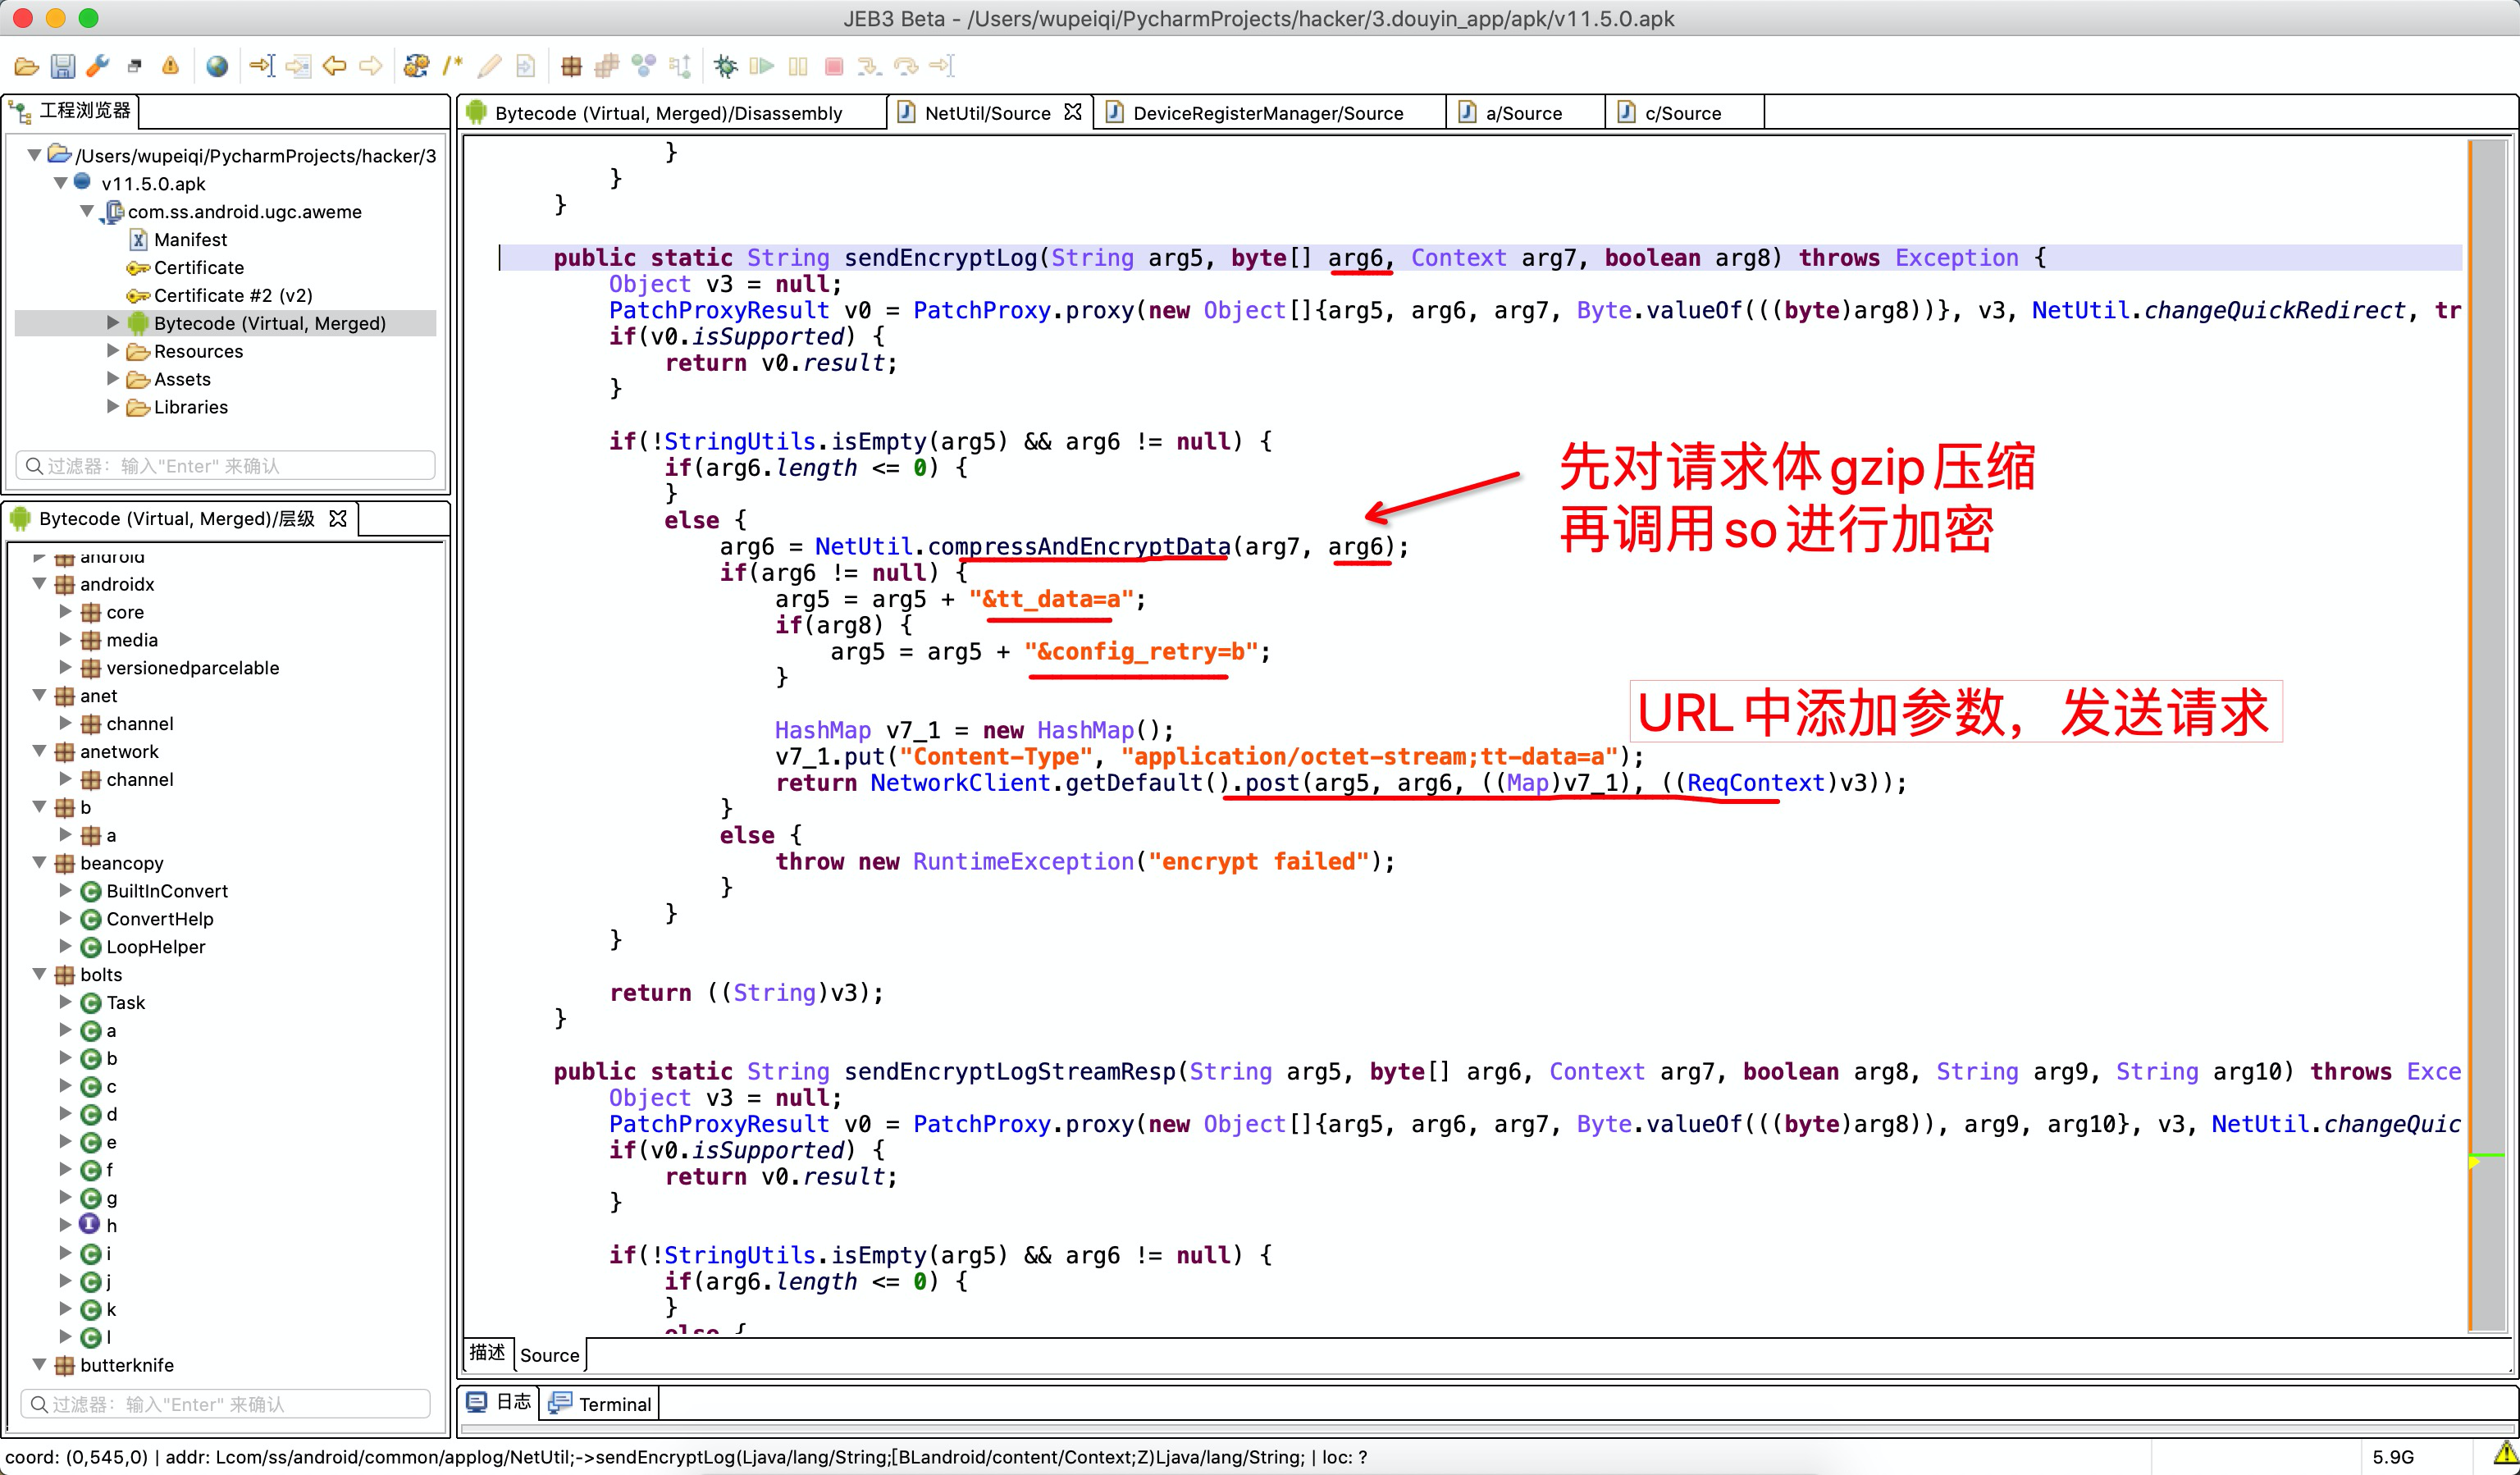 JEB3 Beta - /Users/wupeiqi/PycharmProjects/hacker/3.douyin_app/apk/v11.5.0.apk
工程浏览器
/Users/wupeiqi/PycharmProjects/hacker/3
v11.5.0.apk
com.ss.android.ugc.aweme
Manifest
Certificate
Certificate #2 (v2)
Bytecode (Virtual, Merged)
Resources
Assets
Libraries
过滤器：输入"Enter" 来确认
Bytecode (Virtual, Merged)/层级
android
androidx
core
media
versionedparcelable
anet
channel
anetwork
channel
b
a
beancopy
BuiltInConvert
ConvertHelp
LoopHelper
bolts
Task
a
b
c
d
e
f
g
h
i
j
k
l
butterknife
过滤器：输入"Enter" 来确认
Bytecode (Virtual, Merged)/Disassembly
NetUtil/Source
DeviceRegisterManager/Source
a/Source
c/Source
}
}
}
public static String sendEncryptLog(String arg5, byte[] arg6, Context arg7, boolean arg8) throws Exception {
Object v3 = null;
PatchProxyResult v0 = PatchProxy.proxy(new Object[]{arg5, arg6, arg7, Byte.valueOf(((byte)arg8))}, v3, NetUtil.changeQuickRedirect, tr
if(v0.isSupported) {
return v0.result;
}
if(!StringUtils.isEmpty(arg5) && arg6 != null) {
if(arg6.length <= 0) {
}
else {
arg6 = NetUtil.compressAndEncryptData(arg7, arg6);
if(arg6 != null) {
arg5 = arg5 + "&tt_data=a";
if(arg8) {
arg5 = arg5 + "&config_retry=b";
}
HashMap v7_1 = new HashMap();
v7_1.put("Content-Type", "application/octet-stream;tt-data=a");
return NetworkClient.getDefault().post(arg5, arg6, ((Map)v7_1), ((ReqContext)v3));
}
else {
throw new RuntimeException("encrypt failed");
}
}
}
return ((String)v3);
}
public static String sendEncryptLogStreamResp(String arg5, byte[] arg6, Context arg7, boolean arg8, String arg9, String arg10) throws Exce
Object v3 = null;
PatchProxyResult v0 = PatchProxy.proxy(new Object[]{arg5, arg6, arg7, Byte.valueOf(((byte)arg8)), arg9, arg10}, v3, NetUtil.changeQuic
if(v0.isSupported) {
return v0.result;
}
if(!StringUtils.isEmpty(arg5) && arg6 != null) {
if(arg6.length <= 0) {
}
else {
先对请求体gzip压缩
再调用so进行加密
URL中添加参数，发送请求
描述
Source
日志
Terminal
coord: (0,545,0) | addr: Lcom/ss/android/common/applog/NetUtil;->sendEncryptLog(Ljava/lang/String;[BLandroid/content/Context;Z)Ljava/lang/String; | loc: ?
5.9G